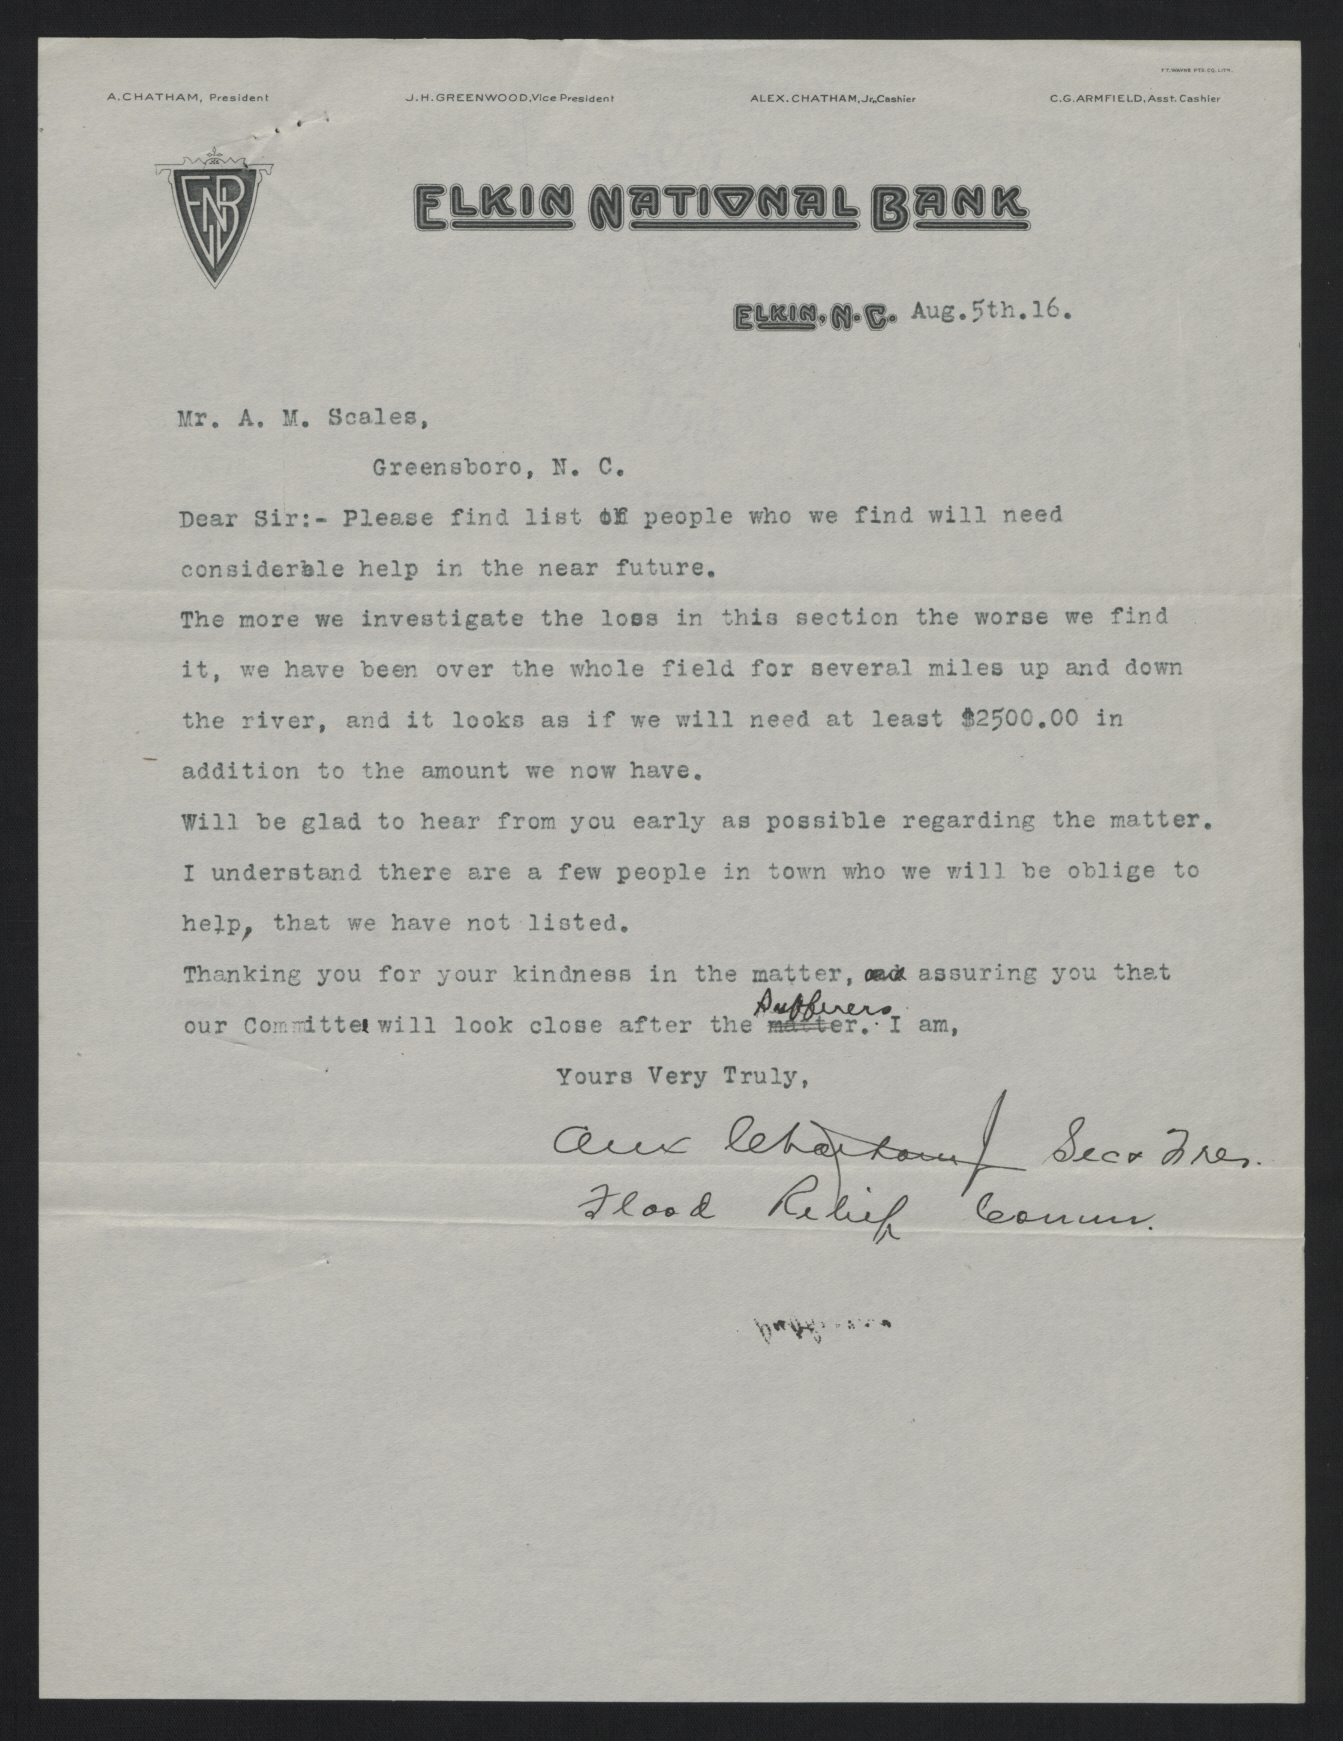 FT. WAYNE PTG. CO. LITH.
A. CHATHAM, President J. H. GREENWOOD, Vice President ALEX. CHATHAM, Jr., Cashier C. G. ARMFIELD, Asst. Cashier
ENB
ELKIN NATIONAL BANK
ELKIN, N. C. Aug.5th.16.
Mr. A. M. Scales,
Greensboro, N. C.
Dear Sir:- Please find list of people who we find will need
considerble help in the near future.
The more we investigate the loss in this section the worse we find
it, we have been over the whole field for several miles up and down
the river, and it looks as if we will need at least $2500.00 in
addition to the amount we now have.
Will be glad to hear from you early as possible regarding the matter.
I understand there are a few people in town who we will be oblige to
help, that we have not listed.
Thanking you for your kindness in the matter, and assuring you that
Sufferers
our Committe will look close after the matter. I am,
Yours Very Truly,
Alex Chatham Jr Sec & Tres.
Flood Relief Comm.